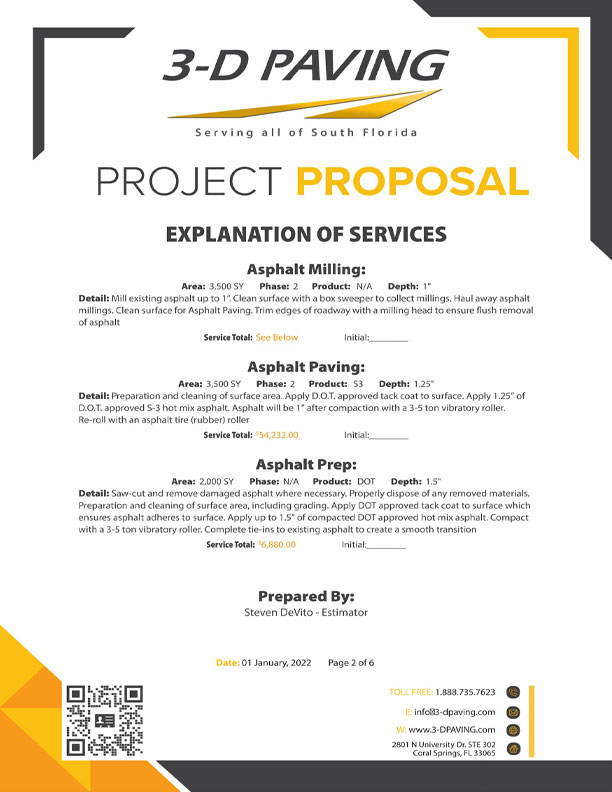 3-D PAVING
Serving all of South Florida
PROJECT PROPOSAL
EXPLANATION OF SERVICES
Asphalt Milling:
Area: 3,500 SY Phase: 2 Product: N/A Depth: 1"
Detail: Mill existing asphalt up to 1”. Clean surface with a box sweeper to collect millings. Haul away asphalt
millings. Clean surface for Asphalt Paving. Trim edges of roadway with a milling head to ensure flush removal
of asphalt
Service Total: See Below Initial:________
Asphalt Paving:
Area: 3,500 SY Phase: 2 Product: S3 Depth: 1.25"
Detail: Preparation and cleaning of surface area. Apply D.O.T. approved tack coat to surface. Apply 1.25” of
D.O.T. approved S-3 hot mix asphalt. Asphalt will be 1” after compaction with a 3-5 ton vibratory roller.
Re-roll with an asphalt tire (rubber) roller
Service Total: $54,232.00 Initial:________
Asphalt Prep:
Area: 2,000 SY Phase: N/A Product: DOT Depth: 1.5"
Detail: Saw-cut and remove damaged asphalt where necessary. Properly dispose of any removed materials.
Preparation and cleaning of surface area, including grading. Apply DOT approved tack coat to surface which
ensures asphalt adheres to surface. Apply up to 1.5" of compacted DOT approved hot mix asphalt. Compact
with a 3-5 ton vibratory roller. Complete tie-ins to existing asphalt to create a smooth transition
Service Total: $6,880.00 Initial:________
Prepared By:
Steven DeVito - Estimator
Date: 01 January, 2022 Page 2 of 6
TOLL FREE: 1.888.735.7623
E: info☒3-dpaving.com
W: www.3-DPAVING.com
2801 N University Dr. STE 302
Coral Springs, FL 33065